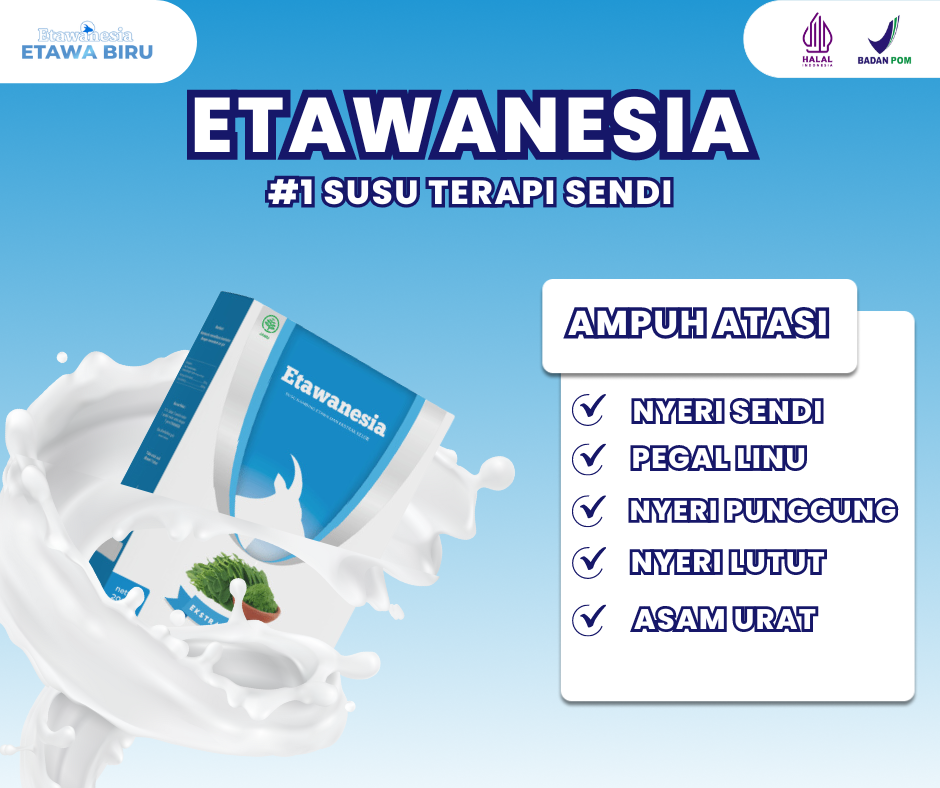 Etawanesia
ETAWA BIRU
HALAL
INDONESIA
BADAN POM
ETAWANESIA
#1 SUSU TERAPI SENDI
Etawanesia
AMPUH ATASI
NYERI SENDI
PEGAL LINU
NYERI PUNGGUNG
NYERI LUTUT
ASAM URAT
EKSTRA